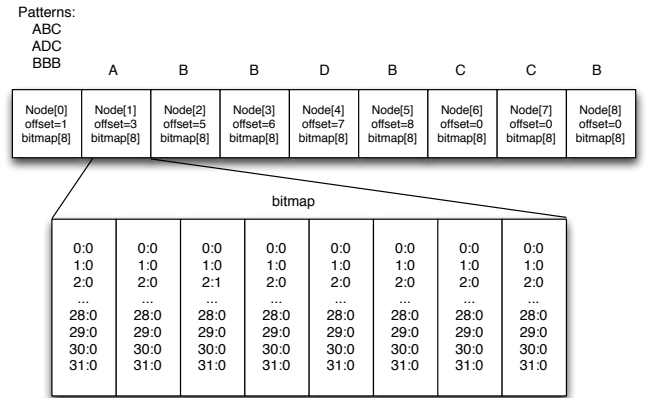 Patterns:
ABC
ADC
BBB
A B B D B C C B
Node[0] Node[1] Node[2] Node[3] Node[4] Node[5] Node[6] Node[7] Node[8]
offset=1 offset=3 offset=5 offset=6 offset=7 offset=8 offset=0 offset=0 offset=0
bitmap[8] bitmap[8] bitmap[8] bitmap[8] bitmap[8] bitmap[8] bitmap[8] bitmap[8] bitmap[8]
bitmap
0:0 0:0 0:0 0:0 0:0 0:0 0:0 0:0
1:0 1:0 1:0 1:0 1:0 1:0 1:0 1:0
2:0 2:0 2:1 2:0 2:0 2:0 2:0 2:0
... ... ... ... ... ... ... ...
28:0 28:0 28:0 28:0 28:0 28:0 28:0 28:0
29:0 29:0 29:0 29:0 29:0 29:0 29:0 29:0
30:0 30:0 30:0 30:0 30:0 30:0 30:0 30:0
31:0 31:0 31:0 31:0 31:0 31:0 31:0 31:0